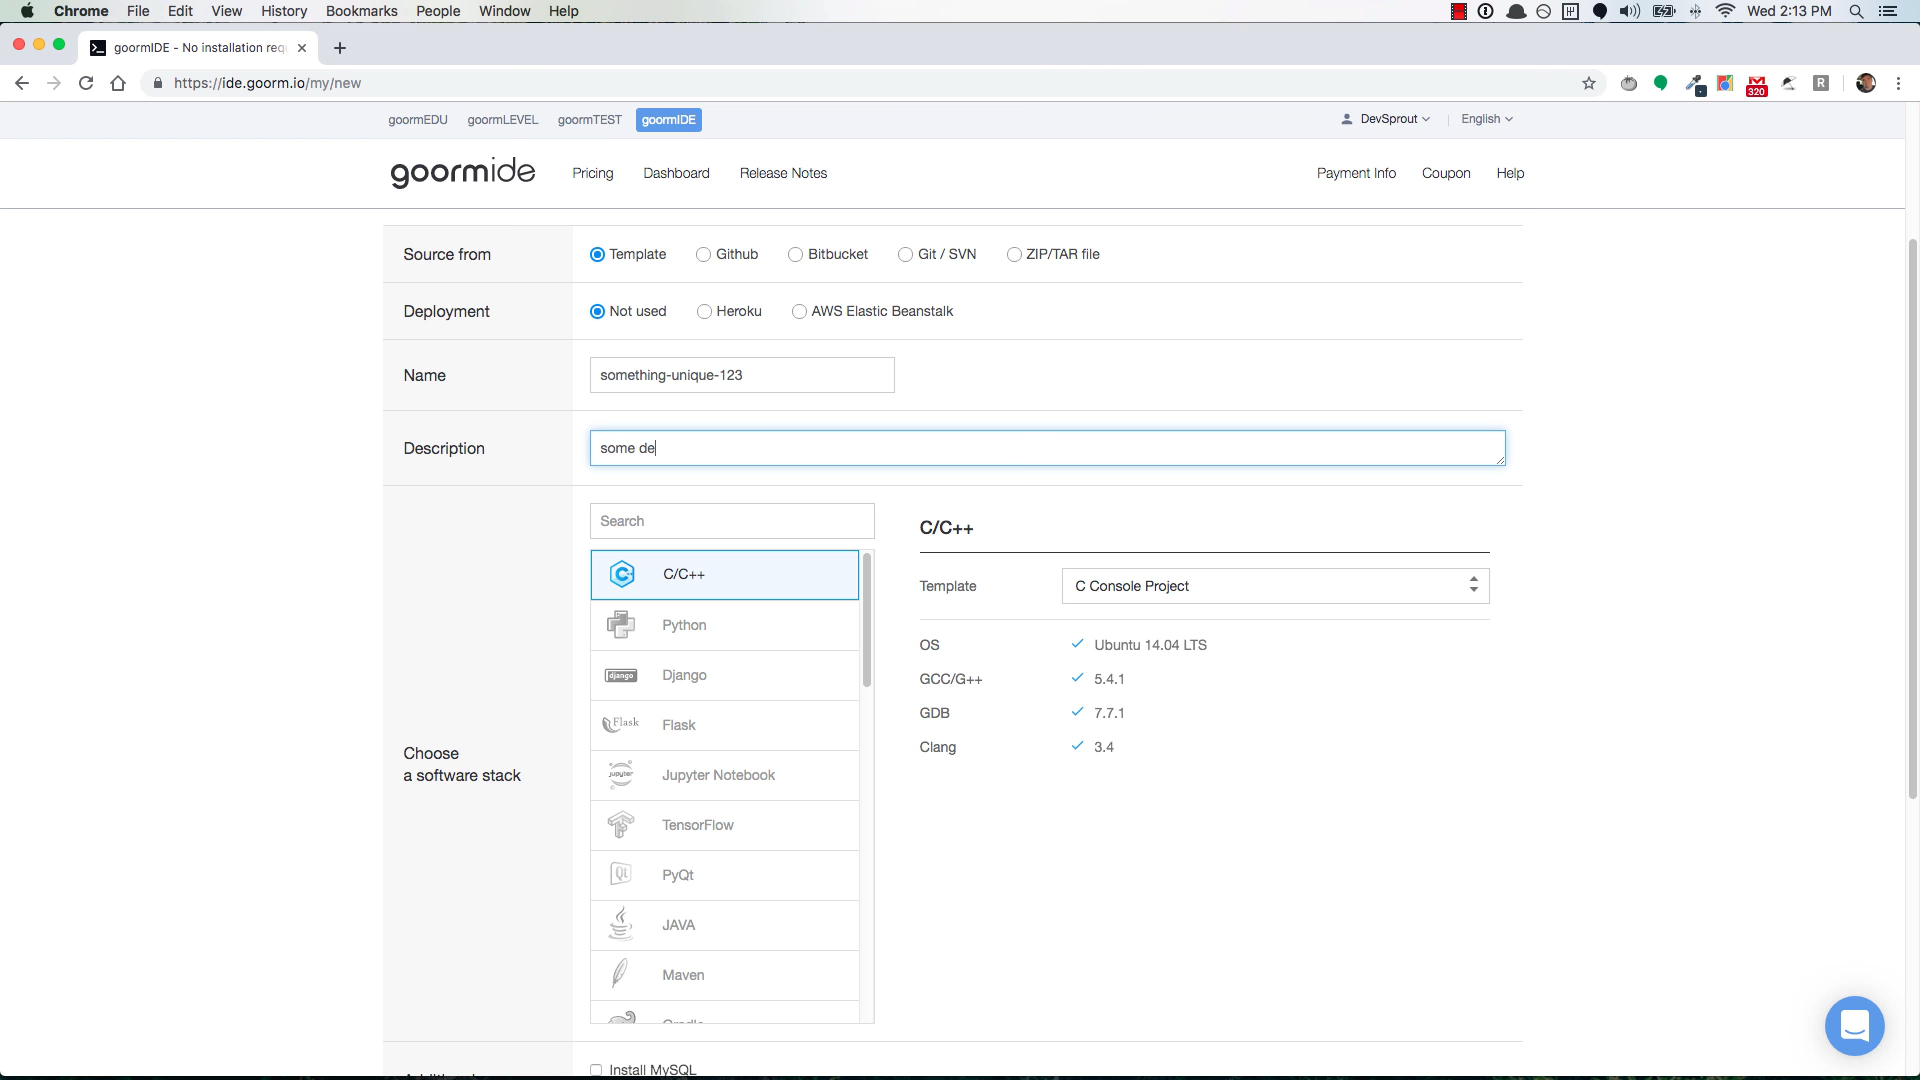 Chrome File Edit View History Bookmarks People Window Help Wed 2:13 PM
goormIDE - No installation req
https://ide.goorm.io/my/new 320 R
goormEDU goormLEVEL goormTEST goormIDE DevSprout English
goormide Pricing Dashboard Release Notes Payment Info Coupon Help
Source from Template Github Bitbucket Git / SVN ZIP/TAR file
Deployment Not used Heroku AWS Elastic Beanstalk
Name something-unique-123
Description some de
Search
C/C++
C/C++
Template C Console Project
Python
OS Ubuntu 14.04 LTS
django Django
GCC/G++ 5.4.1
GDB 7.7.1
Flask Flask
Clang 3.4
Choose
a software stack
jupyter Jupyter Notebook
TensorFlow
Qt PyQt
JAVA
Maven
Install MySQL